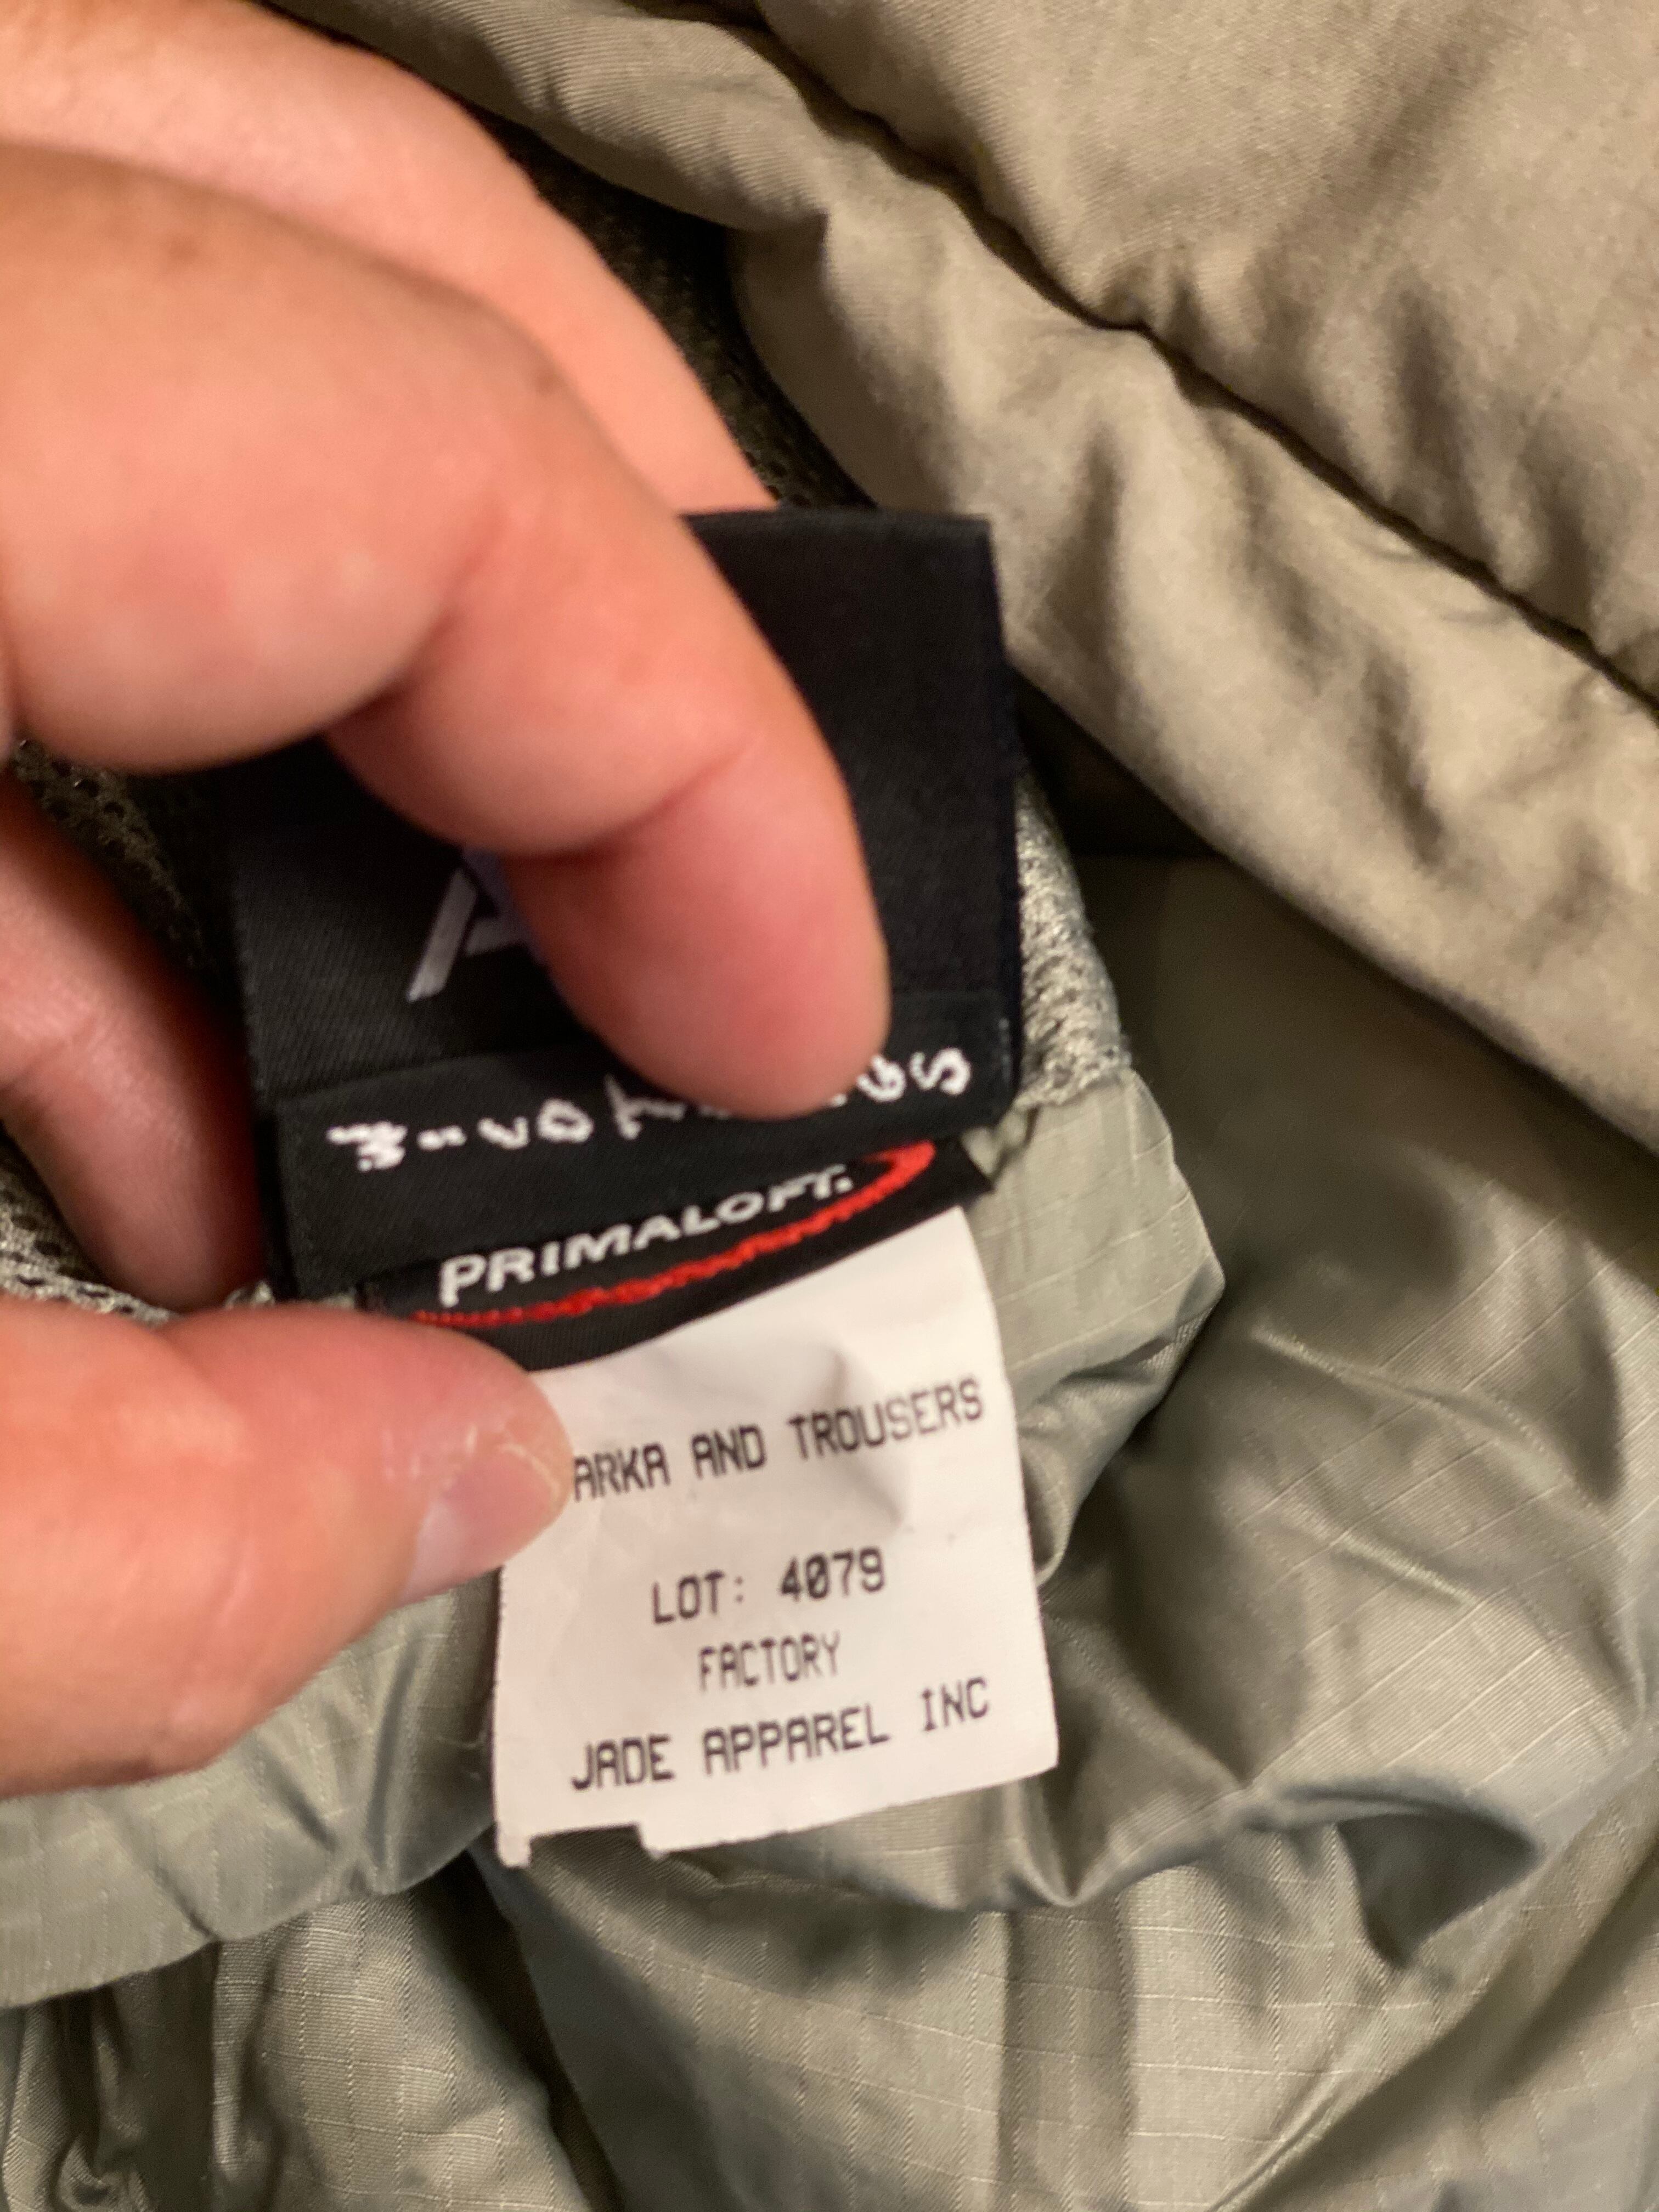 PRIMALOFT.
ARKA AND TROUSERS
LOT: 4079
FACTORY
JADE APPAREL INC